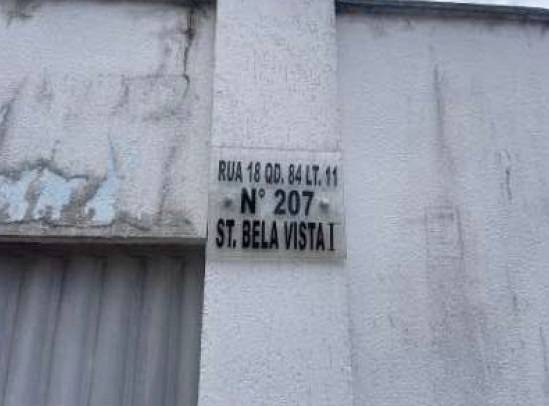 RUA 18 QD. 84 LT. 11
N° 207
ST. BELA VISTA I